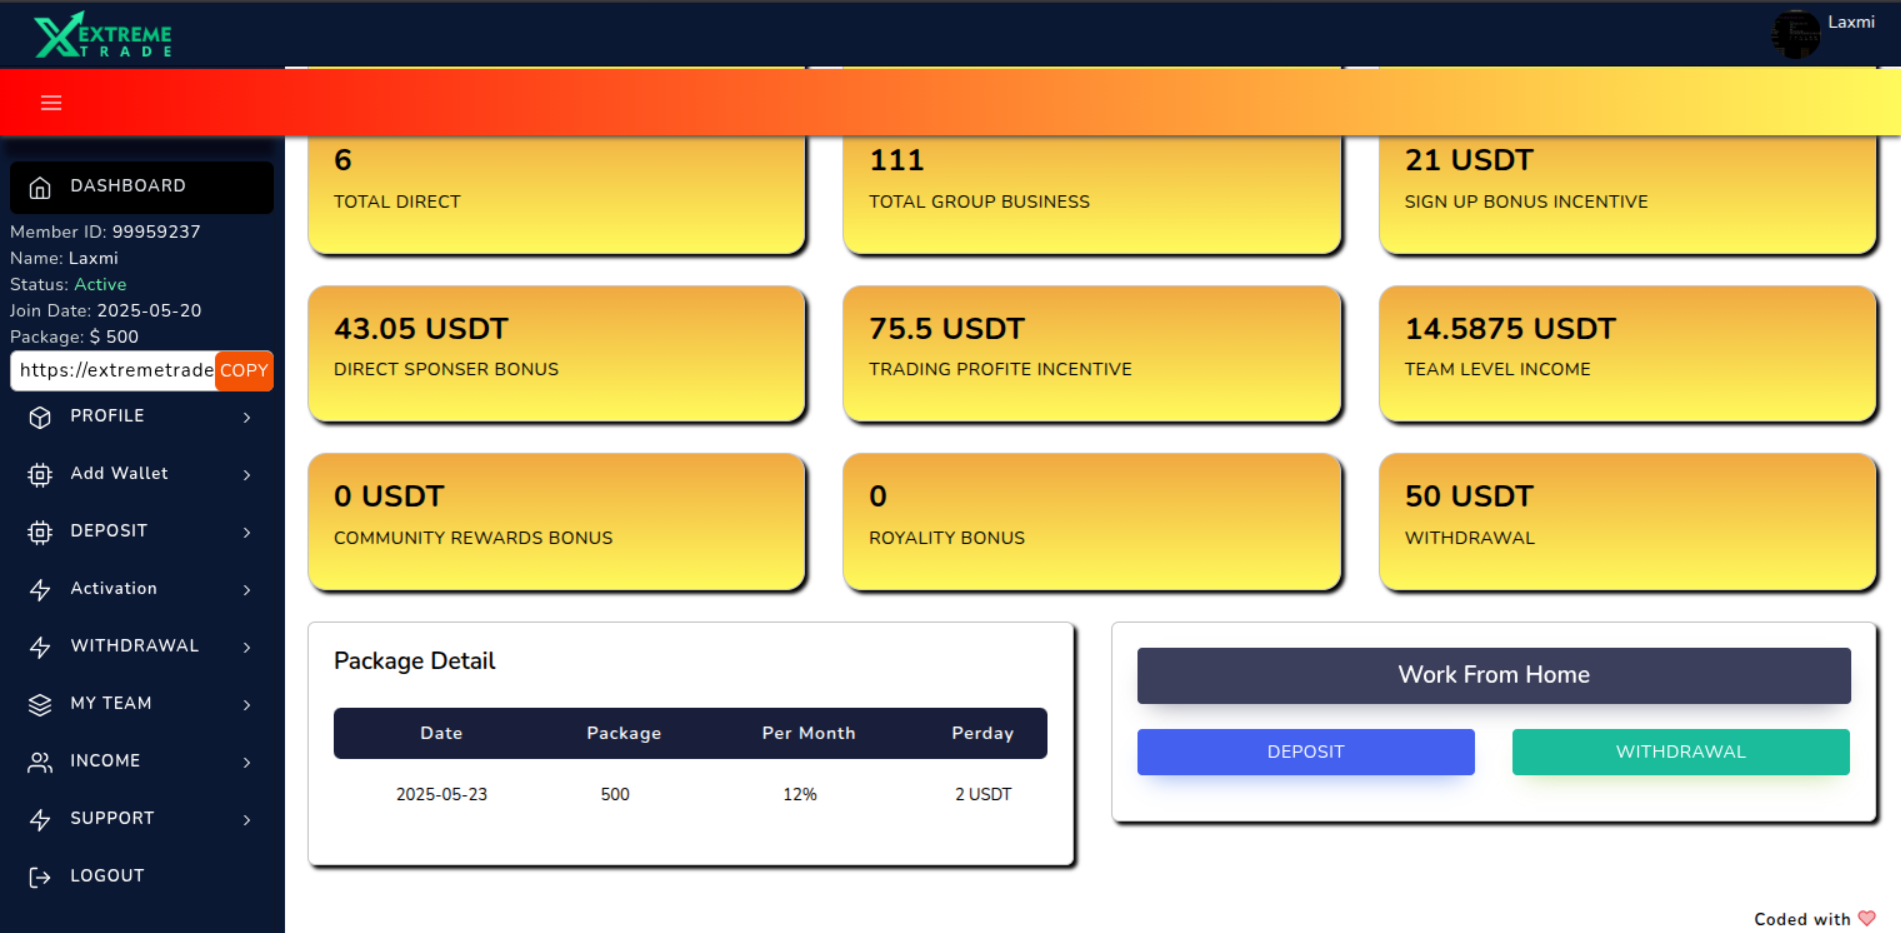 EXTREME
TRADE
Laxmi
DASHBOARD
Member ID: 99959237
Name: Laxmi
Status: Active
Join Date: 2025-05-20
Package: $ 500
https://extremetrade COPY
PROFILE
Add Wallet
DEPOSIT
Activation
WITHDRAWAL
MY TEAM
INCOME
SUPPORT
LOGOUT
6
TOTAL DIRECT
111
TOTAL GROUP BUSINESS
21 USDT
SIGN UP BONUS INCENTIVE
43.05 USDT
DIRECT SPONSER BONUS
75.5 USDT
TRADING PROFITE INCENTIVE
14.5875 USDT
TEAM LEVEL INCOME
0 USDT
COMMUNITY REWARDS BONUS
0
ROYALITY BONUS
50 USDT
WITHDRAWAL
Package Detail
Date Package Per Month Perday
2025-05-23 500 12% 2 USDT
Work From Home
DEPOSIT WITHDRAWAL
Coded with